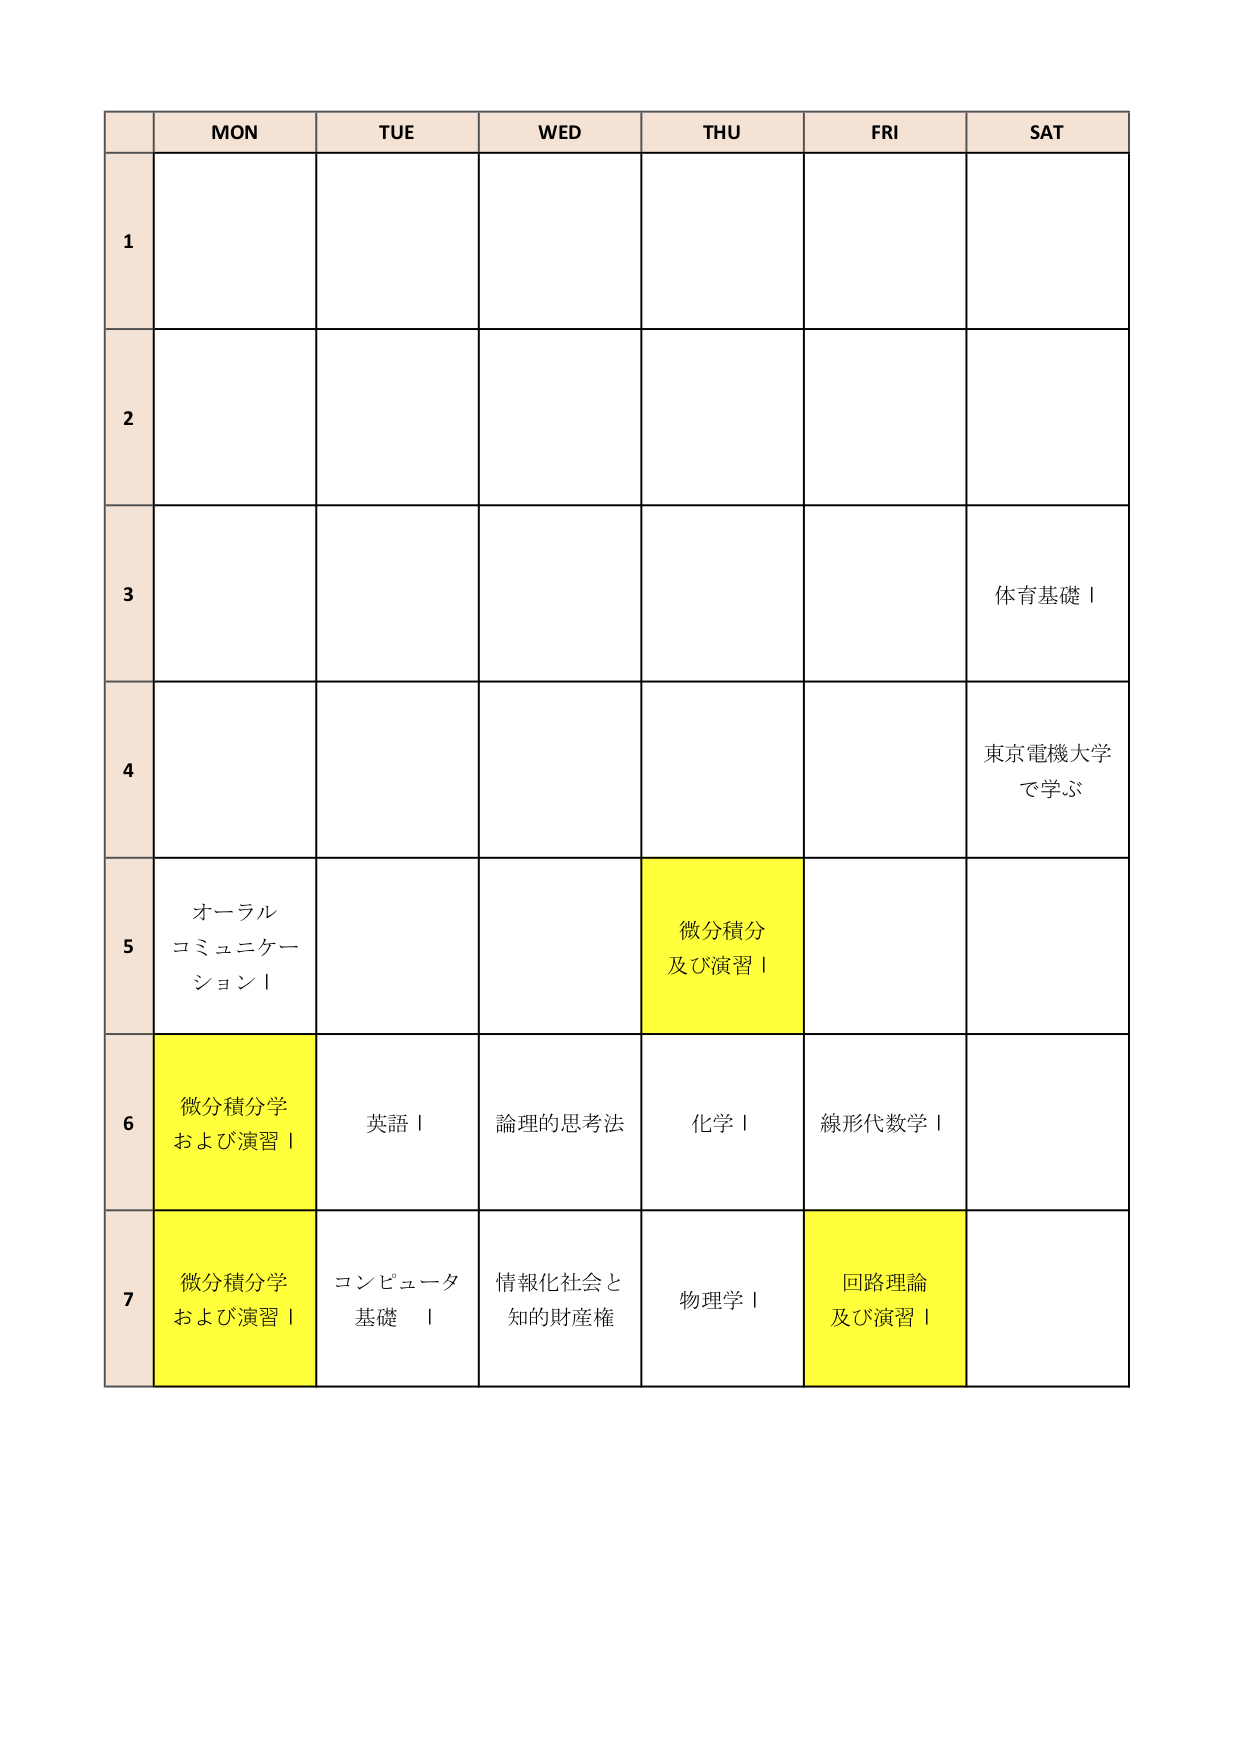 MON TUE WED THU FRI SAT
1
2
3 体育基礎Ⅰ
4 東京電機大学
で学ぶ
5 オーラル
コミュニケー
ションⅠ
微分積分
及び演習Ⅰ
6 微分積分学
および演習Ⅰ
英語Ⅰ
論理的思考法
化学Ⅰ
線形代数学Ⅰ
7 微分積分学
および演習Ⅰ
コンピュータ
基礎　Ⅰ
情報化社会と
知的財産権
物理学Ⅰ
回路理論
及び演習Ⅰ